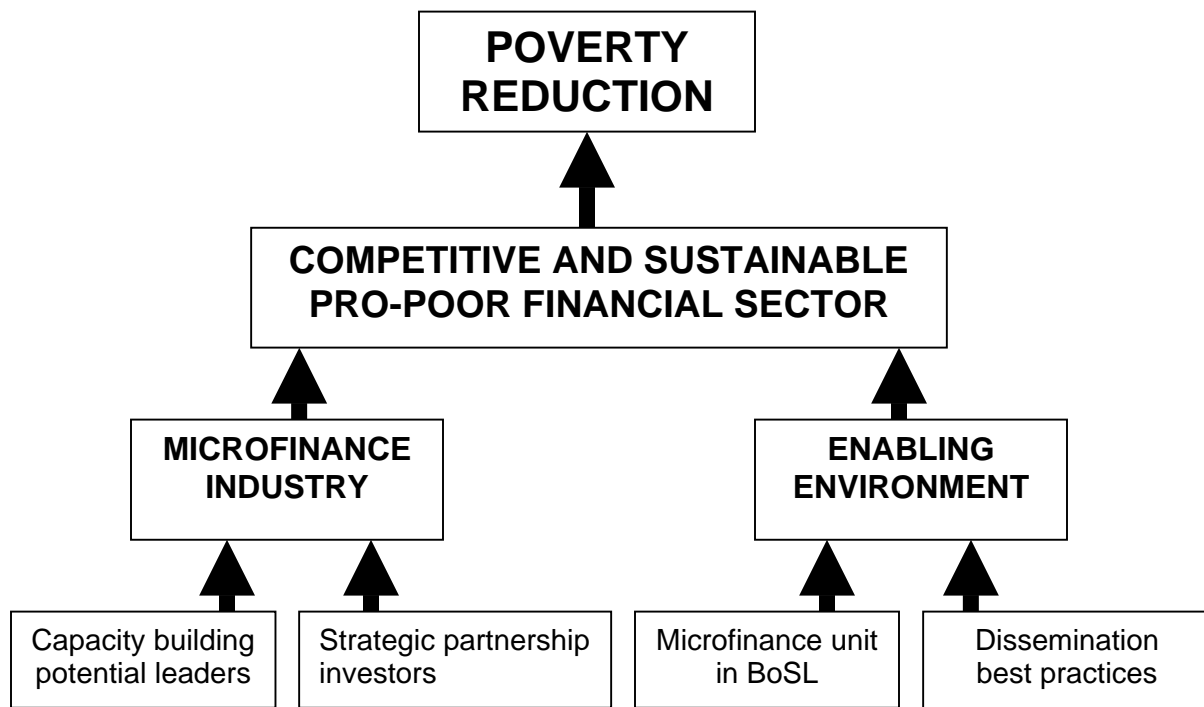 POVERTY
REDUCTION
COMPETITIVE AND SUSTAINABLE
PRO-POOR FINANCIAL SECTOR
MICROFINANCE
INDUSTRY
ENABLING
ENVIRONMENT
Capacity building
potential leaders
Strategic partnership
investors
Microfinance unit
in BoSL
Dissemination
best practices